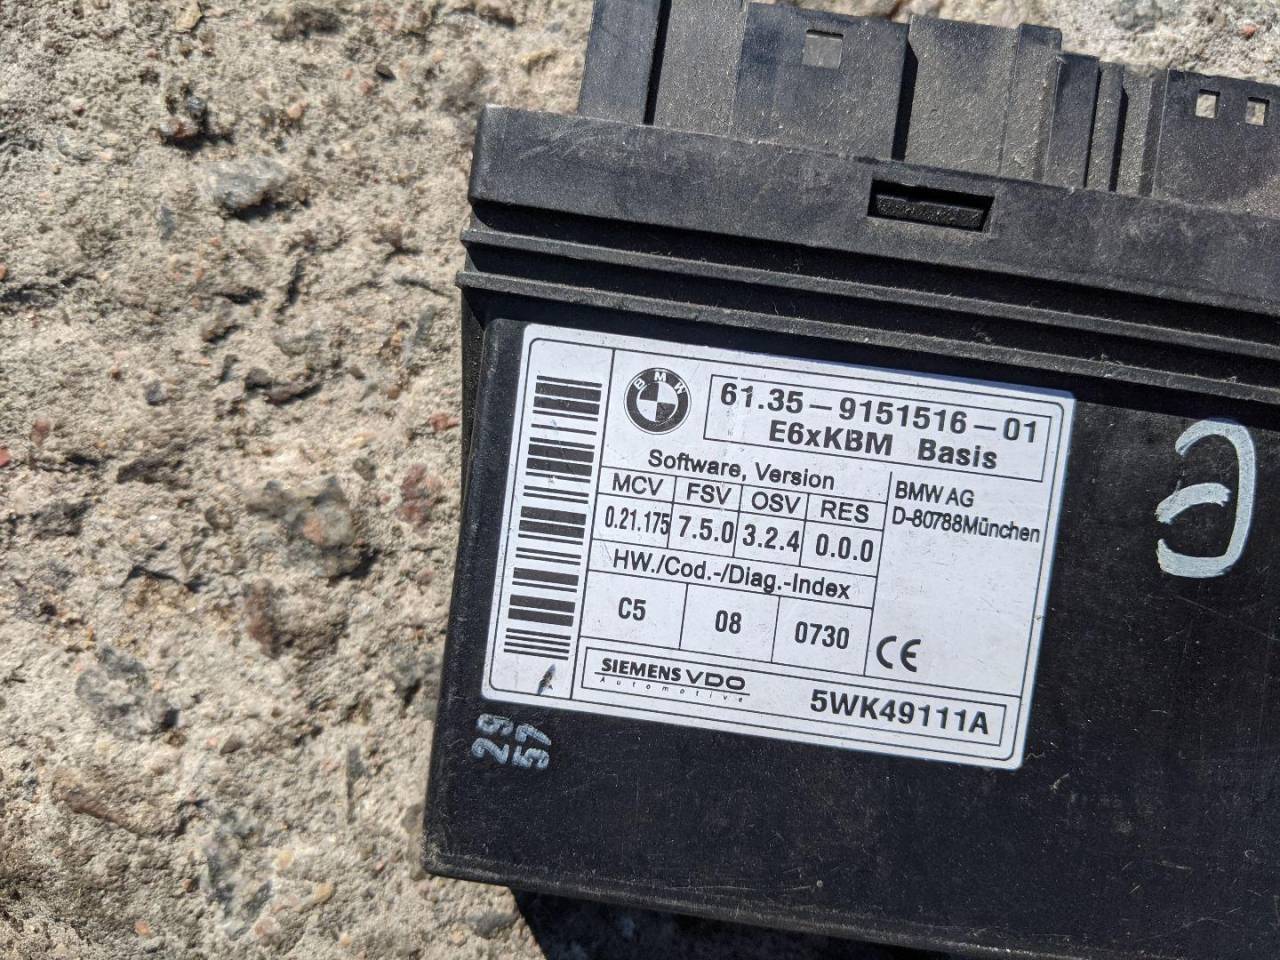 BMW
61.35-9151516-01
E6xKBM Basis
Software, Version
MCV FSV OSV RES
0.21.175 7.5.0 3.2.4 0.0.0
HW./Cod.-/Diag.-Index
C5 08 0730
BMW AG
D-80788München
CE
SIEMENS VDO
Automotive
5WK49111A
29
57